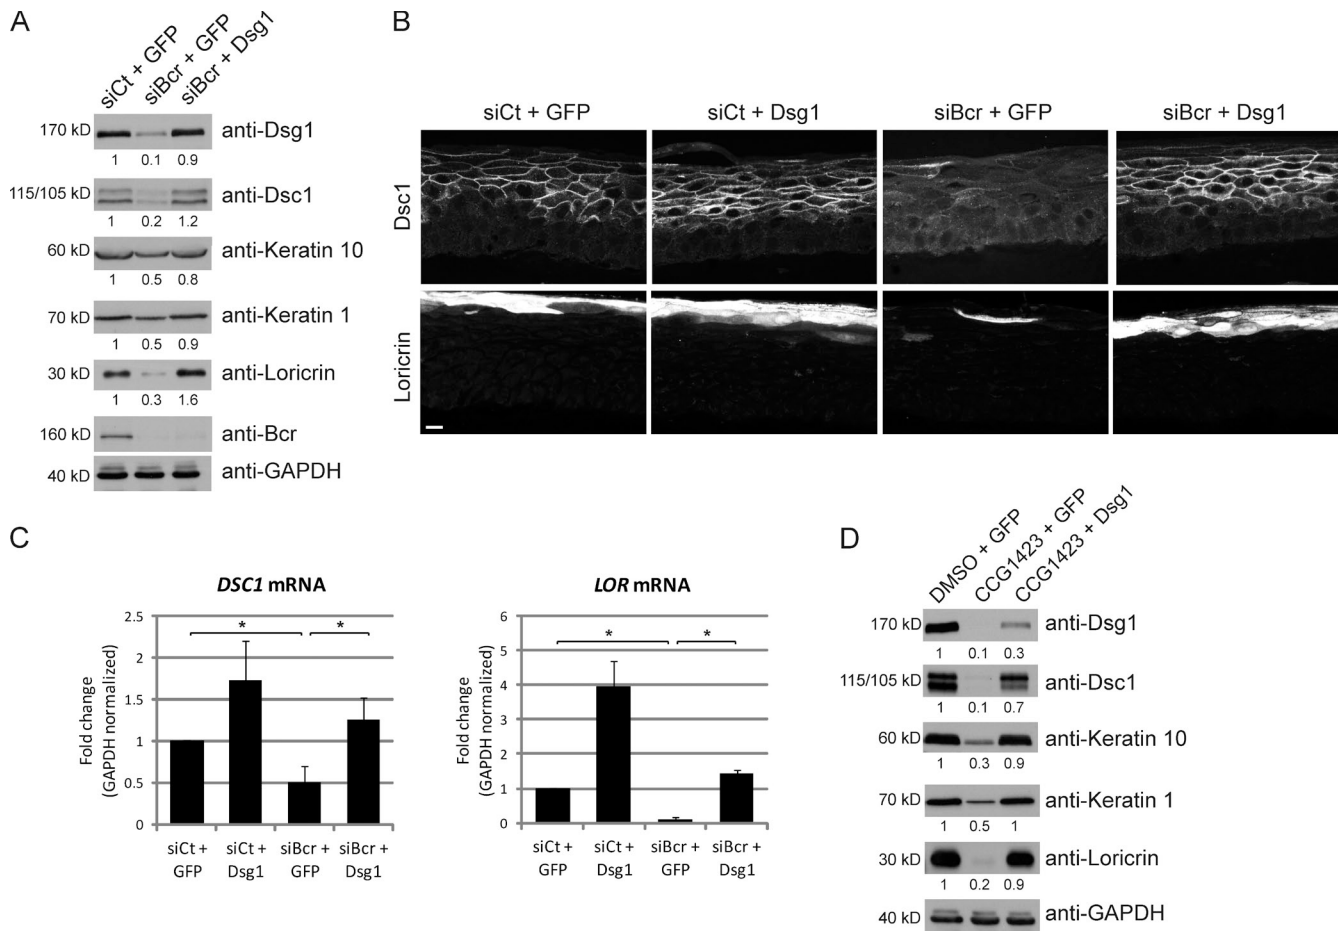 A
siCt + GFP
siBcr + GFP
siBcr + Dsg1
170 kD anti-Dsg1
1 0.1 0.9
115/105 kD anti-Dsc1
1 0.2 1.2
60 kD anti-Keratin 10
1 0.5 0.8
70 kD anti-Keratin 1
1 0.5 0.9
30 kD anti-Loricrin
1 0.3 1.6
160 kD anti-Bcr
40 kD anti-GAPDH
B
siCt + GFP siCt + Dsg1 siBcr + GFP siBcr + Dsg1
Dsc1
Loricrin
C
DSC1 mRNA
Fold change
(GAPDH normalized)
2.5
2
1.5
1
0.5
0
* *
siCt + siCt + siBcr + siBcr +
GFP Dsg1 GFP Dsg1
LOR mRNA
Fold change
(GAPDH normalized)
6
5
4
3
2
1
0
* *
siCt + siCt + siBcr + siBcr +
GFP Dsg1 GFP Dsg1
D
DMSO + GFP
CCG1423 + GFP
CCG1423 + Dsg1
170 kD anti-Dsg1
1 0.1 0.3
115/105 kD anti-Dsc1
1 0.1 0.7
60 kD anti-Keratin 10
1 0.3 0.9
70 kD anti-Keratin 1
1 0.5 1
30 kD anti-Loricrin
1 0.2 0.9
40 kD anti-GAPDH